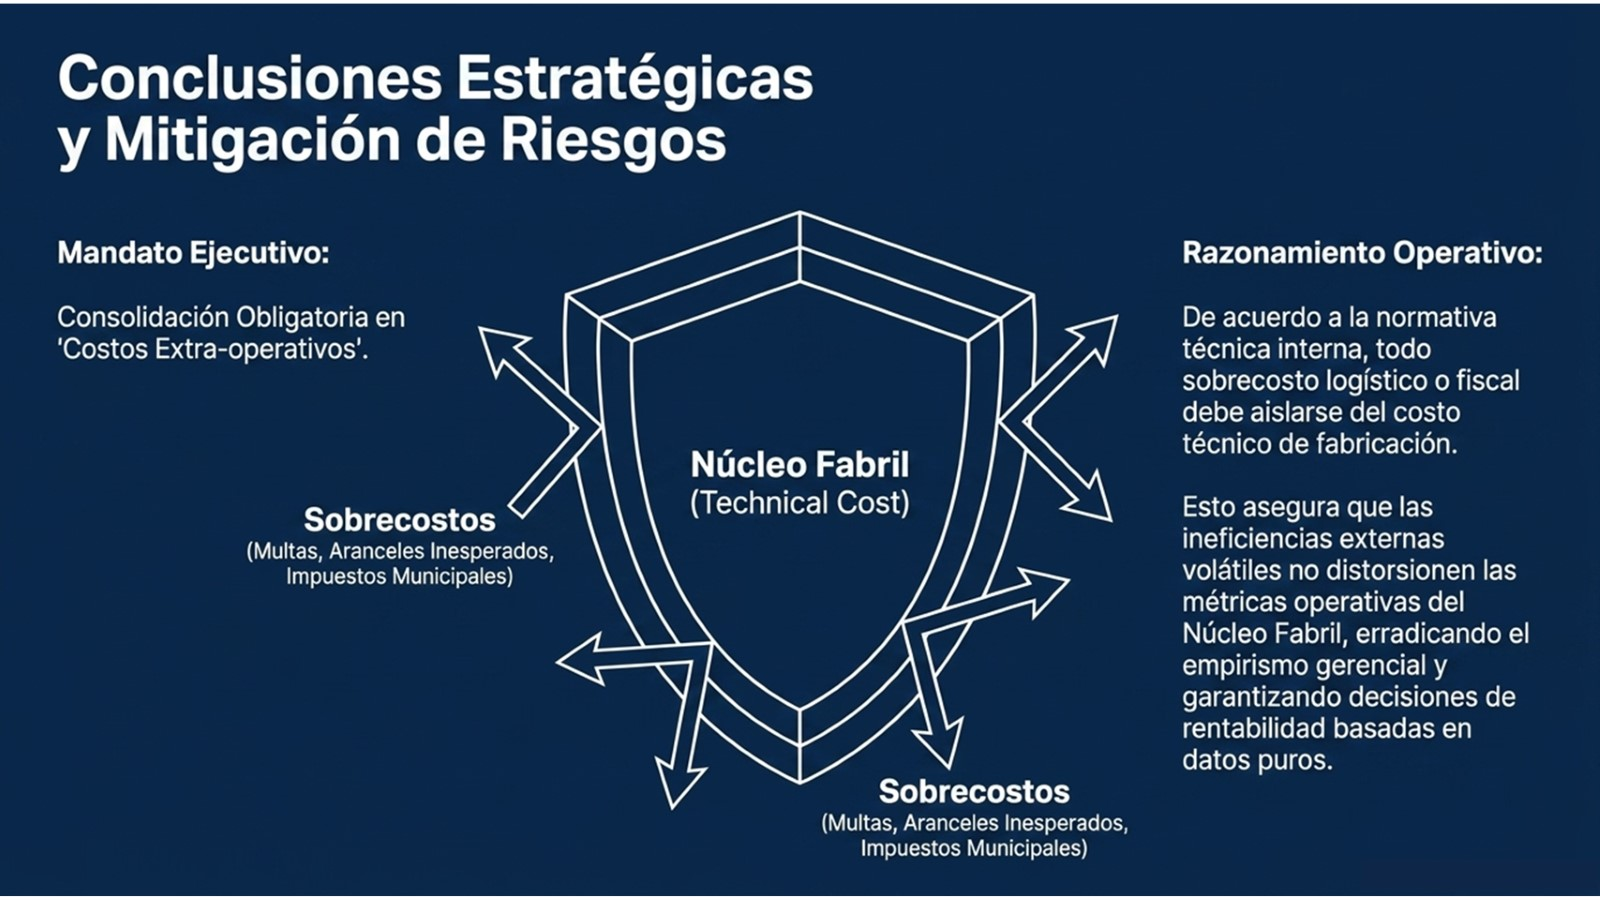 Conclusiones Estratégicas
y Mitigación de Riesgos
Mandato Ejecutivo:
Consolidación Obligatoria en
'Costos Extra-operativos'.
Sobrecostos
(Multas, Aranceles Inesperados,
Impuestos Municipales)
Núcleo Fabril
(Technical Cost)
Sobrecostos
(Multas, Aranceles Inesperados,
Impuestos Municipales)
Razonamiento Operativo:
De acuerdo a la normativa
técnica interna, todo
sobrecosto logístico o fiscal
debe aislarse del costo
técnico de fabricación.
Esto asegura que las
ineficiencias externas
volátiles no distorsionen las
métricas operativas del
Núcleo Fabril, erradicando el
empirismo gerencial y
garantizando decisiones de
rentabilidad basadas en
datos puros.